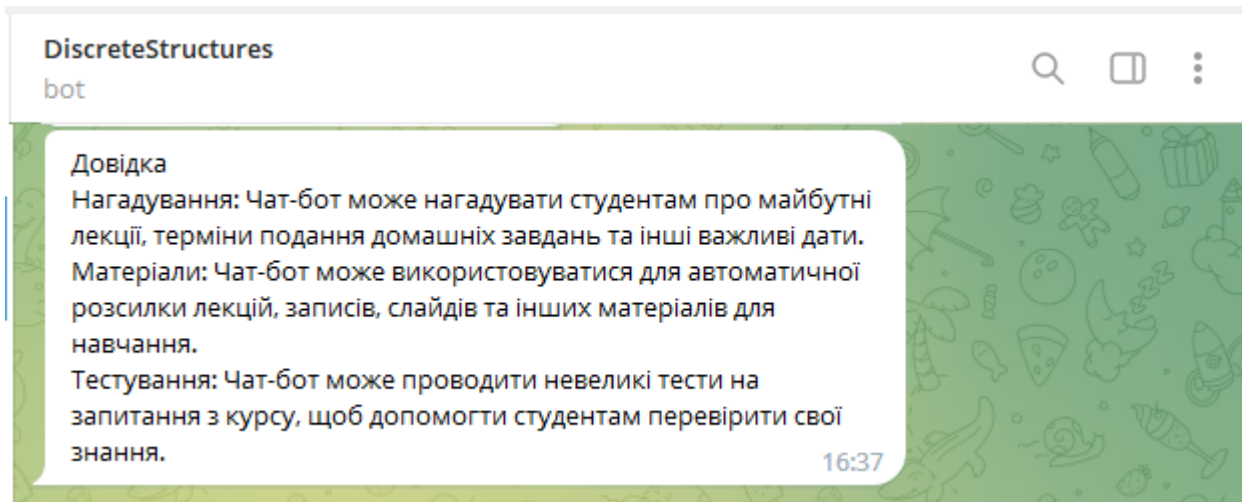 DiscreteStructures
bot
Довідка
Нагадування: Чат-бот може нагадувати студентам про майбутні
лекції, терміни подання домашніх завдань та інші важливі дати.
Матеріали: Чат-бот може використовуватися для автоматичної
розсилки лекцій, записів, слайдів та інших матеріалів для
навчання.
Тестування: Чат-бот може проводити невеликі тести на
запитання з курсу, щоб допомогти студентам перевірити свої
знання.
16:37